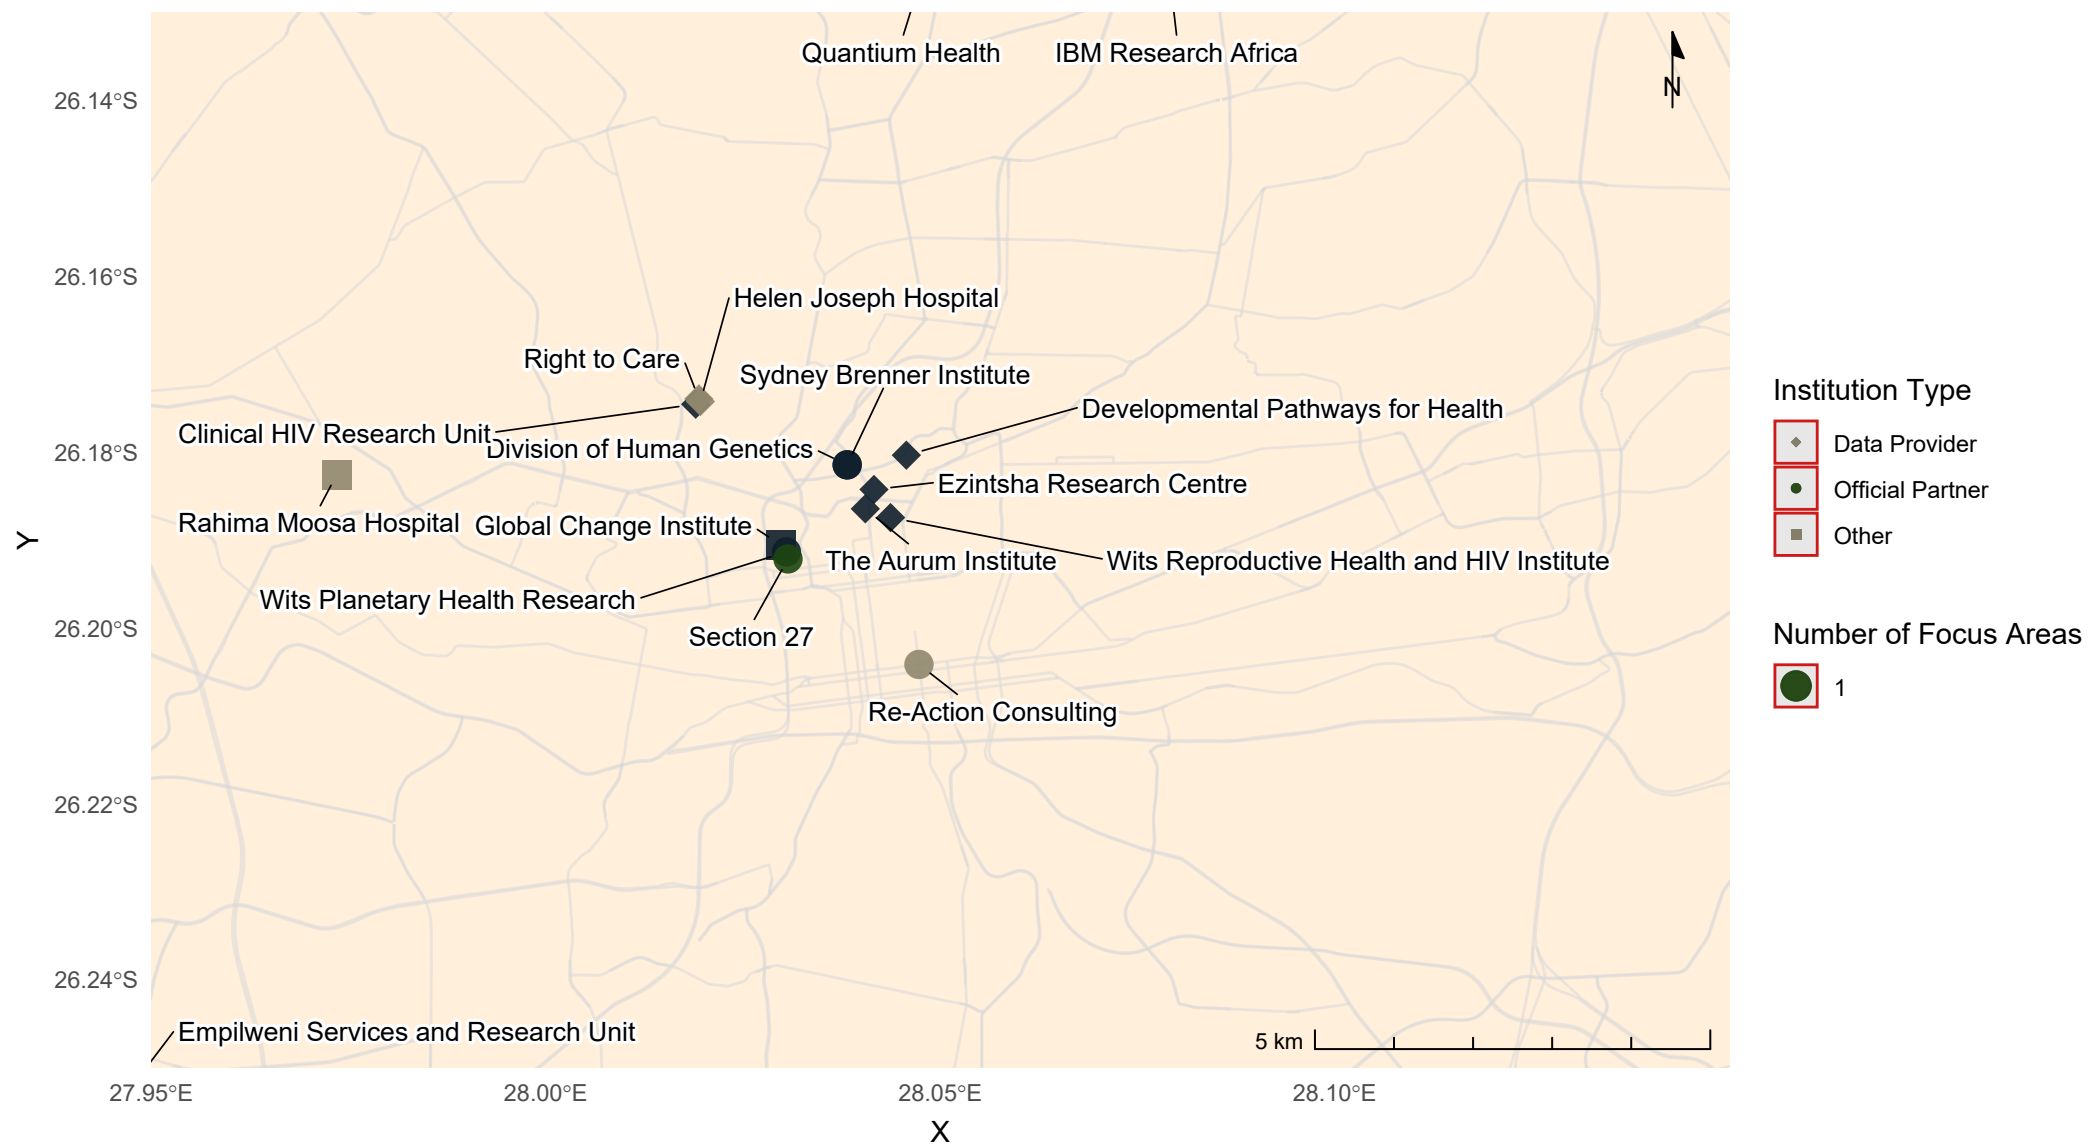 Quantium Health
IBM Research Africa
N
26.14°S
26.16°S
26.18°S
26.20°S
26.22°S
26.24°S
Y
Helen Joseph Hospital
Right to Care
Sydney Brenner Institute
Developmental Pathways for Health
Clinical HIV Research Unit
Division of Human Genetics
Ezintsha Research Centre
Rahima Moosa Hospital
Global Change Institute
The Aurum Institute
Wits Reproductive Health and HIV Institute
Wits Planetary Health Research
Section 27
Re-Action Consulting
Empilweni Services and Research Unit
5 km
27.95°E
28.00°E
28.05°E
28.10°E
X
Institution Type
Data Provider
Official Partner
Other
Number of Focus Areas
1